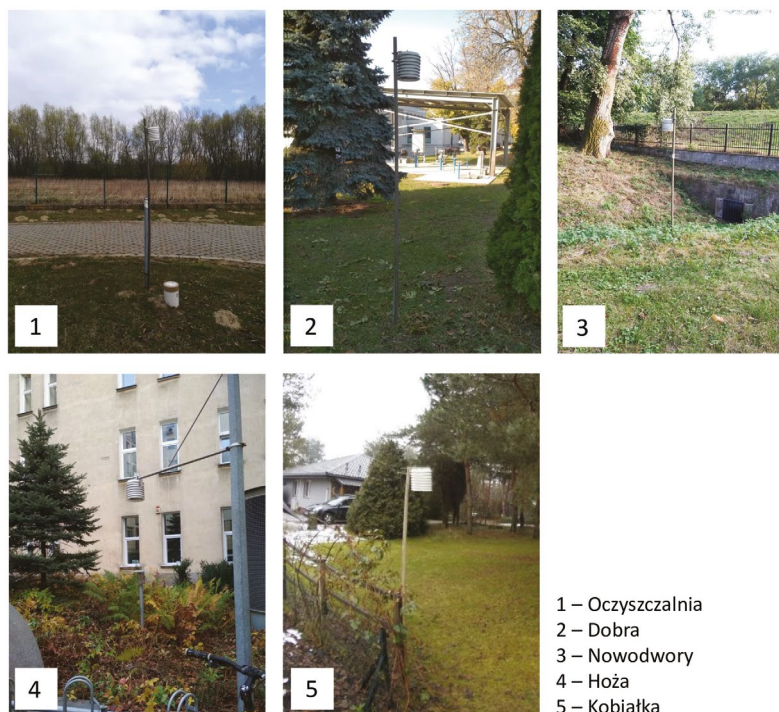 1
2
3
4
5
1 – Oczyszczalnia
2 – Dobra
3 – Nowodwory
4 – Hoża
5 – Kobiałka